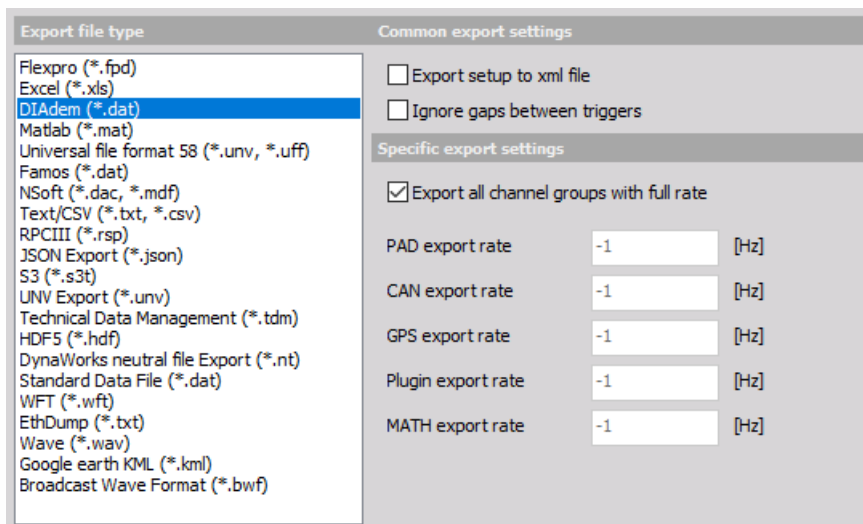 Export file type
Flexpro (*.fpd)
Excel (*.xls)
DIAdem (*.dat)
Matlab (*.mat)
Universal file format 58 (*.unv, *.uff)
Famos (*.dat)
NSoft (*.dac, *.mdf)
Text/CSV (*.txt, *.csv)
RPCIII (*.rsp)
JSON Export (*.json)
S3 (*.s3t)
UNV Export (*.unv)
Technical Data Management (*.tdm)
HDF5 (*.hdf)
DynaWorks neutral file Export (*.nt)
Standard Data File (*.dat)
WFT (*.wft)
EthDump (*.txt)
Wave (*.wav)
Google earth KML (*.kml)
Broadcast Wave Format (*.bwf)
Common export settings
Export setup to xml file
Ignore gaps between triggers
Specific export settings
Export all channel groups with full rate
PAD export rate -1 [Hz]
CAN export rate -1 [Hz]
GPS export rate -1 [Hz]
Plugin export rate -1 [Hz]
MATH export rate -1 [Hz]